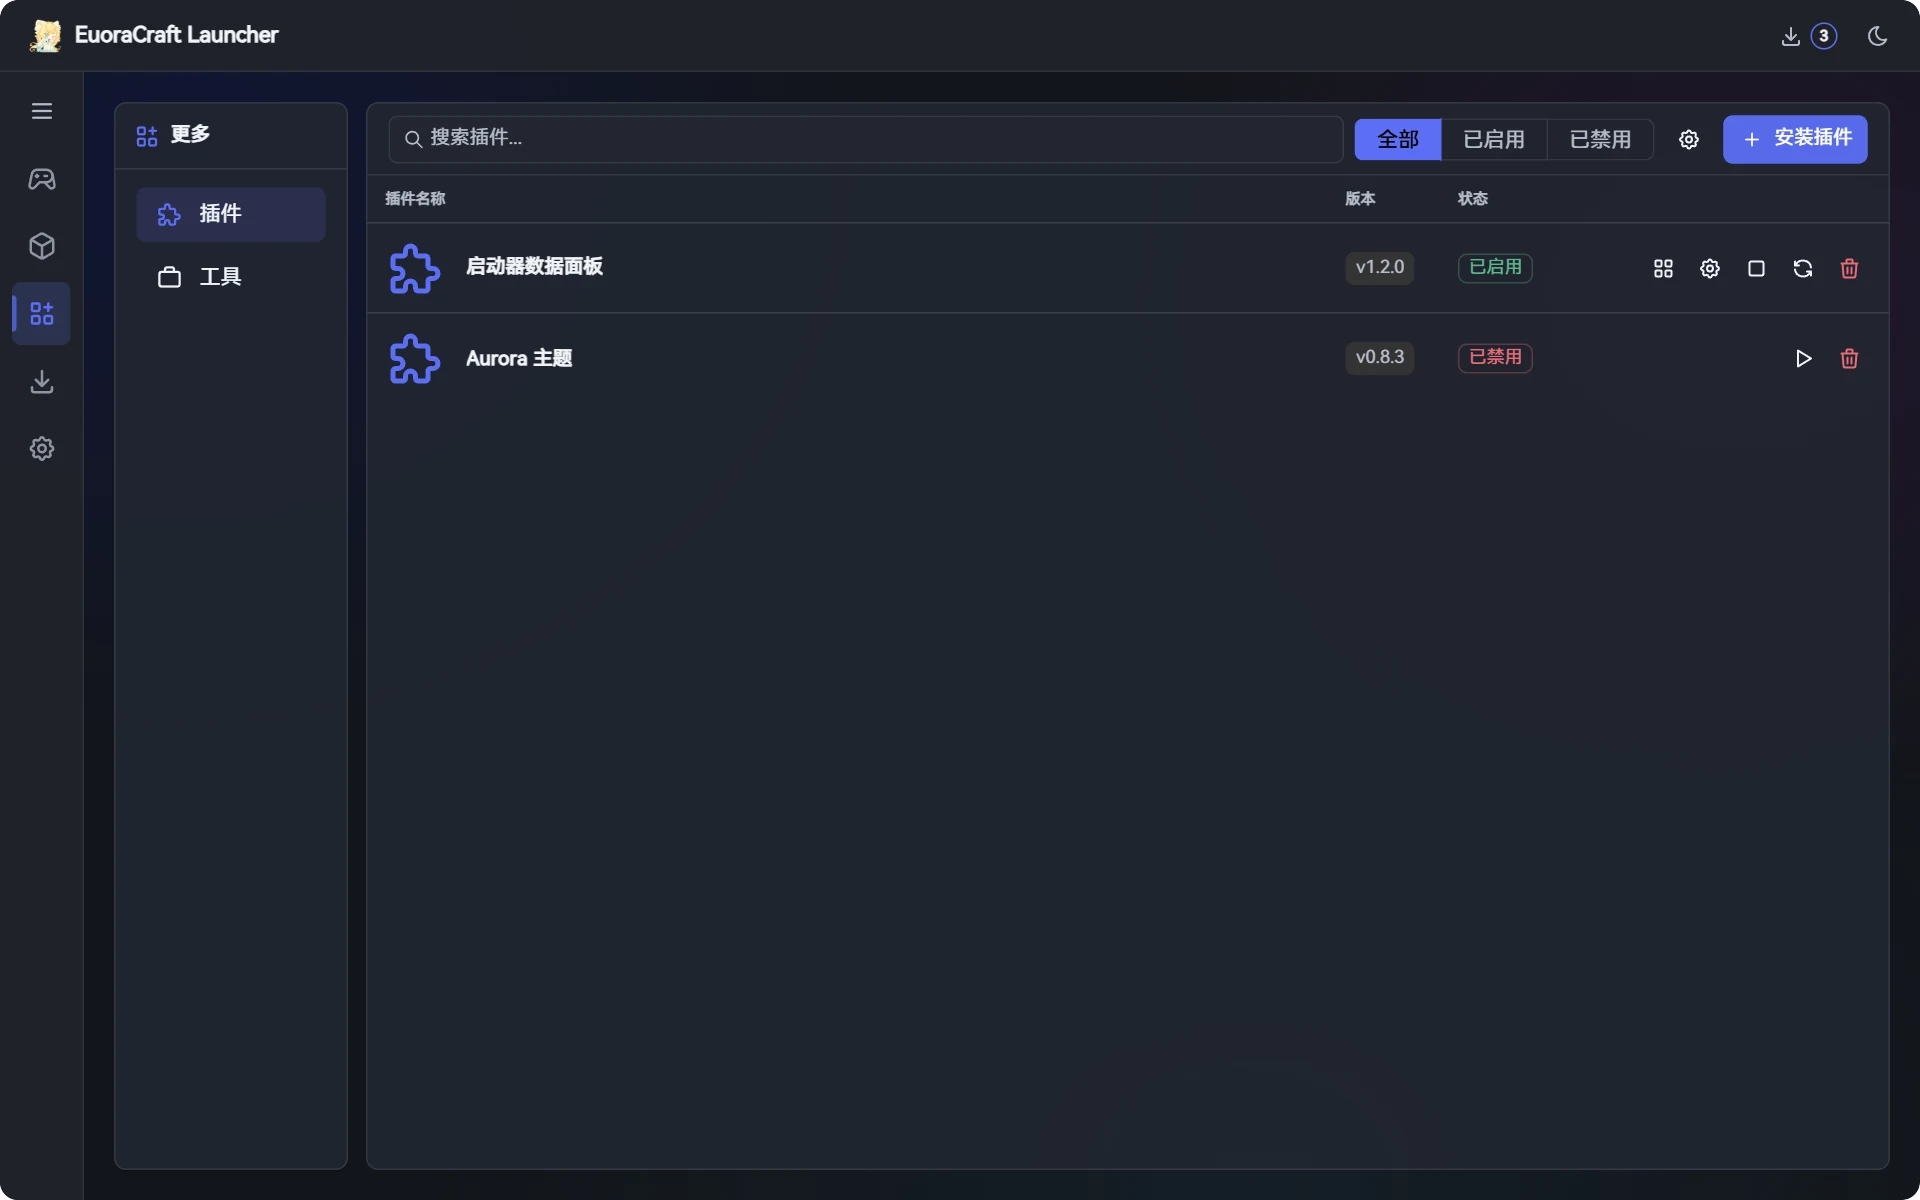 EuoraCraft Launcher
3
更多
插件
工具
搜索插件...
全部
已启用
已禁用
安装插件
插件名称
版本
状态
启动器数据面板
v1.2.0
已启用
Aurora 主题
v0.8.3
已禁用